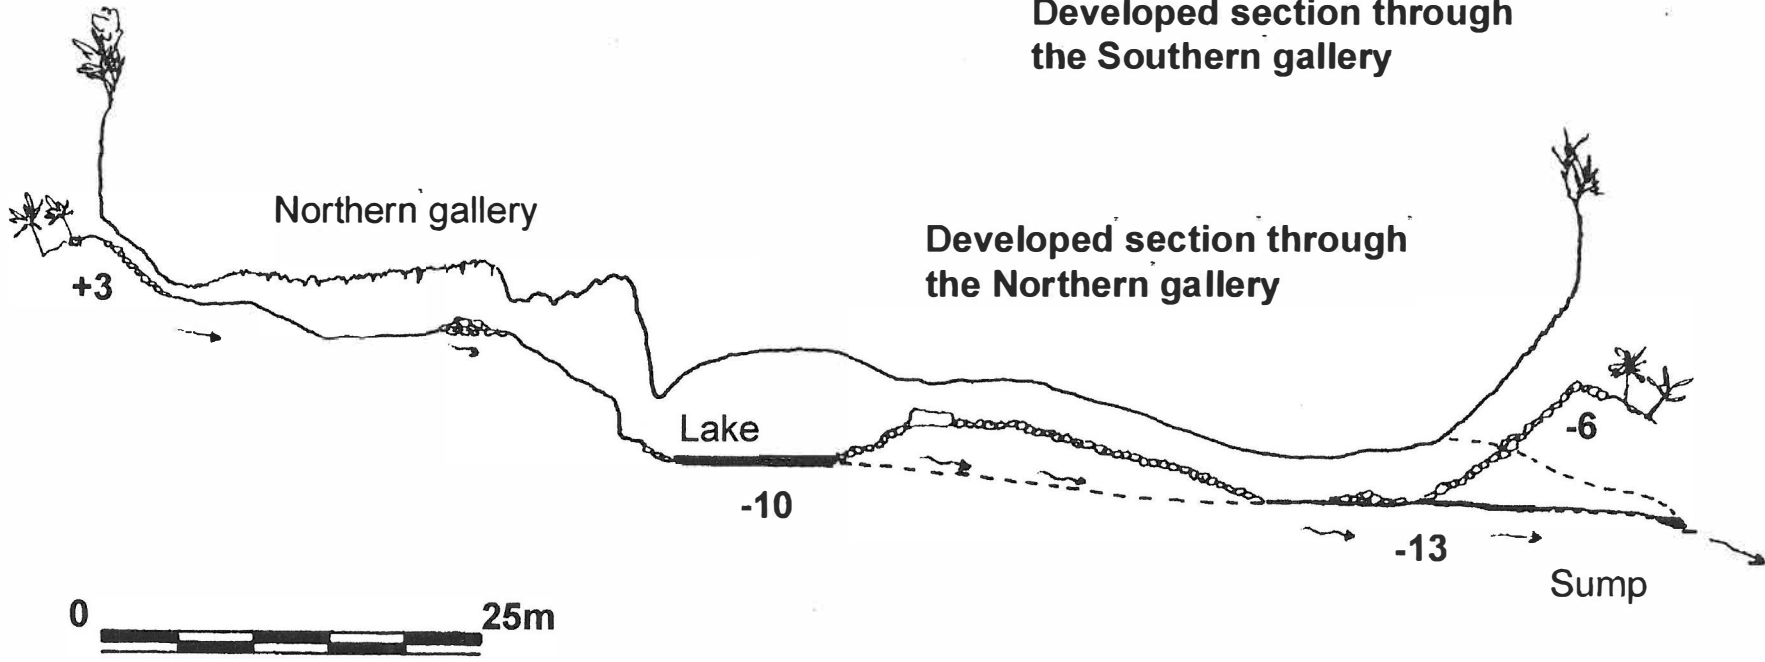 Developed section through
the Southern gallery
Northern gallery
Developed section through
the Northern gallery
+3
-6
Lake
-10
-13
Sump
0
25m